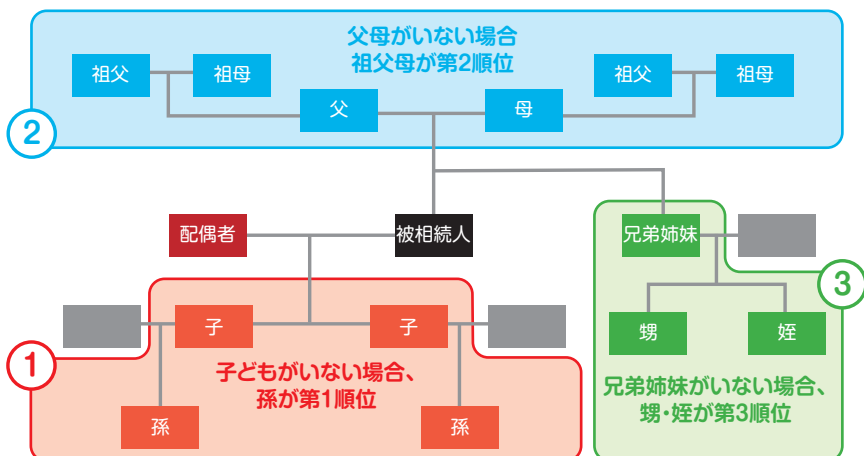 父母がいない場合
祖父母が第2順位
祖父
祖母
祖父
祖母
父
母
2
配偶者
被相続人
兄弟姉妹
3
子
子
甥
姪
1
子どもがいない場合、
孫が第1順位
兄弟姉妹がいない場合、
甥・姪が第3順位
孫
孫